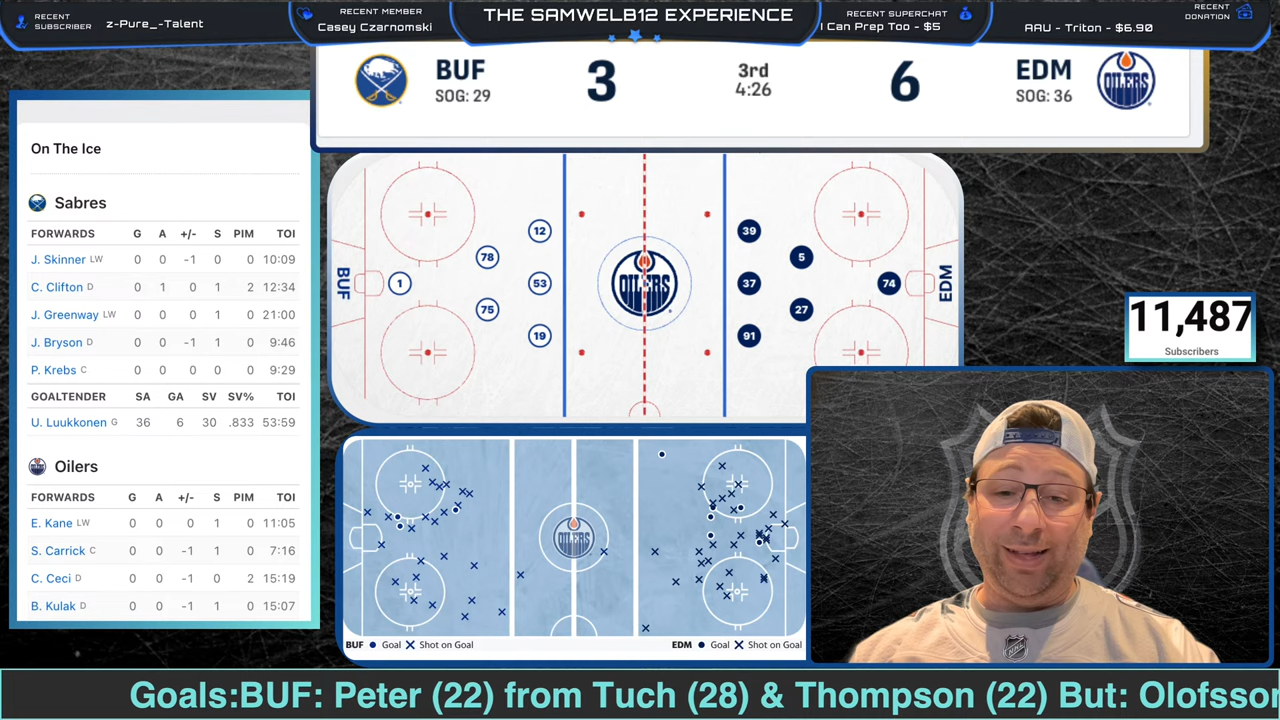 RECENT SUBSCRIBER
z-Pure_-Talent
RECENT MEMBER
Casey Czarnomski
THE SAMWELB12 EXPERIENCE
RECENT SUPERCHAT
I Can Prep Too - $5
RECENT DONATION
AAU - Triton - $6.90
BUF
SOG: 29
3
3rd
4:26
6
EDM
SOG: 36
OILERS
On The Ice
Sabres
FORWARDS G A +/- S PIM TOI
J. Skinner LW 0 0 -1 0 0 10:09
C. Clifton D 0 1 0 1 2 12:34
J. Greenway LW 0 0 0 1 0 21:00
J. Bryson D 0 0 -1 1 0 9:46
P. Krebs C 0 0 0 0 0 9:29
GOALTENDER SA GA SV SV% TOI
U. Luukkonen G 36 6 30 .833 53:59
Oilers
FORWARDS G A +/- S PIM TOI
E. Kane LW 0 0 0 1 0 11:05
S. Carrick C 0 0 -1 1 0 7:16
C. Ceci D 0 0 -1 0 2 15:19
B. Kulak D 0 0 -1 1 0 15:07
BUF
1
78
75
12
53
19
OILERS
39
37
91
5
27
74
EDM
11,487
Subscribers
OILERS
BUF Goal Shot on Goal
EDM Goal Shot on Goal
NHL
Goals:BUF: Peter (22) from Tuch (28) & Thompson (22) But: Olofsson